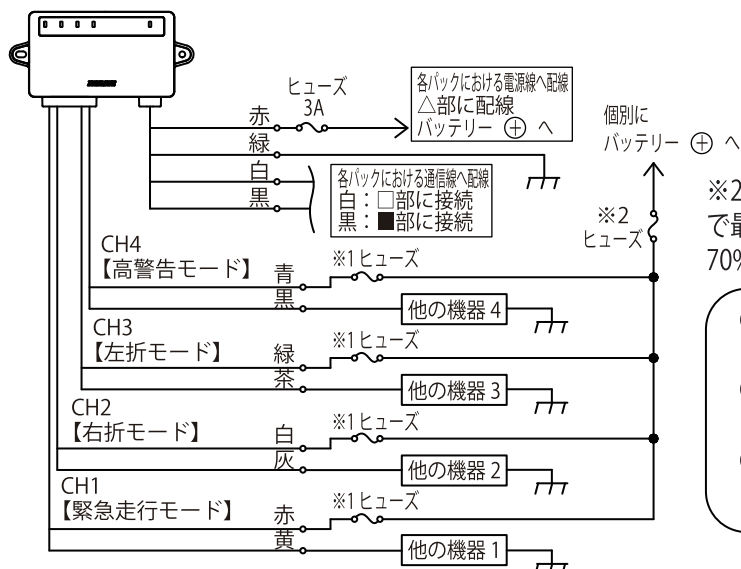 ヒューズ
3A
各パックにおける電源線へ配線
△部に配線
バッテリー ⊕ へ
赤
緑
白
黒
各パックにおける通信線へ配線
白：□部に接続
黒：■部に接続
個別に
バッテリー ⊕ へ
※2
ヒューズ
※2
で最
70%
CH4
【高警告モード】
青
黒
※1ヒューズ
他の機器 4
CH3
【左折モード】
緑
茶
※1ヒューズ
他の機器 3
CH2
【右折モード】
白
灰
※1ヒューズ
他の機器 2
CH1
【緊急走行モード】
赤
黄
※1ヒューズ
他の機器 1